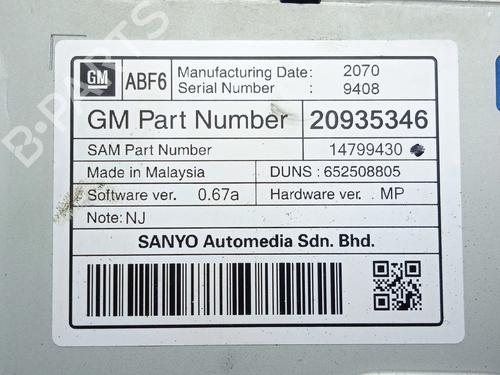 GM ABF6 Manufacturing Date: 2070
Serial Number : 9408
GM Part Number 20935346
SAM Part Number 14799430
Made in Malaysia DUNS : 652508805
Software ver. 0.67a Hardware ver. MP
Note: NJ
SANYO Automedia Sdn. Bhd.
B-PARTS